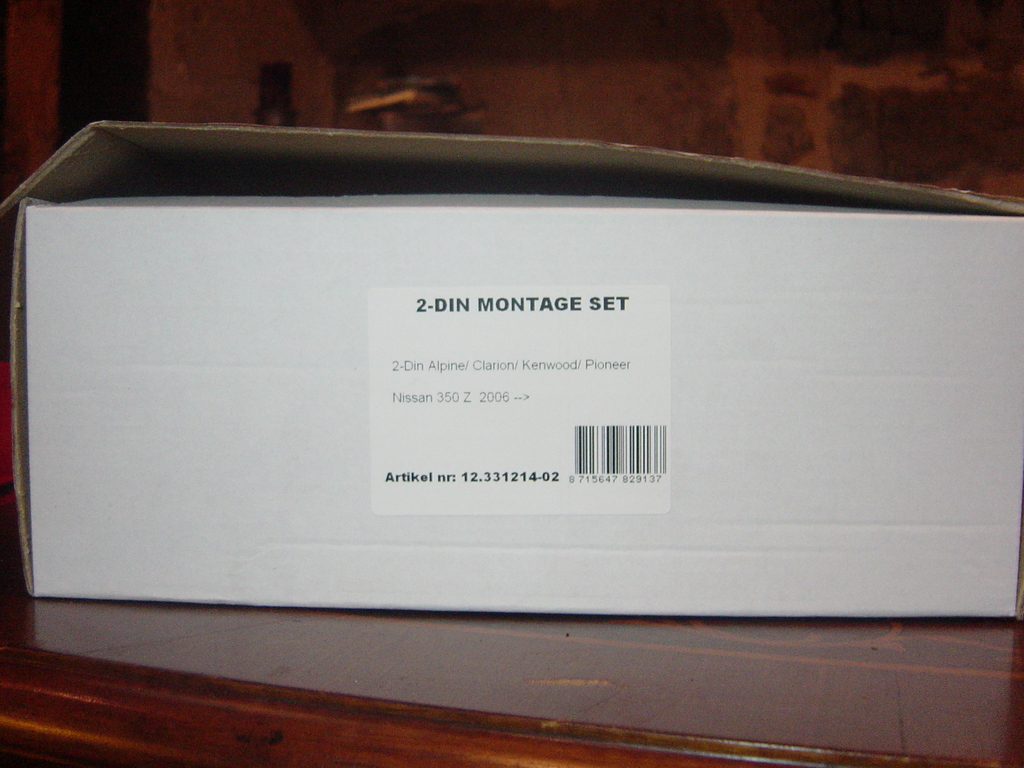 2-DIN MONTAGE SET
2-Din Alpine/ Clarion/ Kenwood/ Pioneer
Nissan 350 Z 2006 -->
Artikel nr: 12.331214-02
8 715647 829137